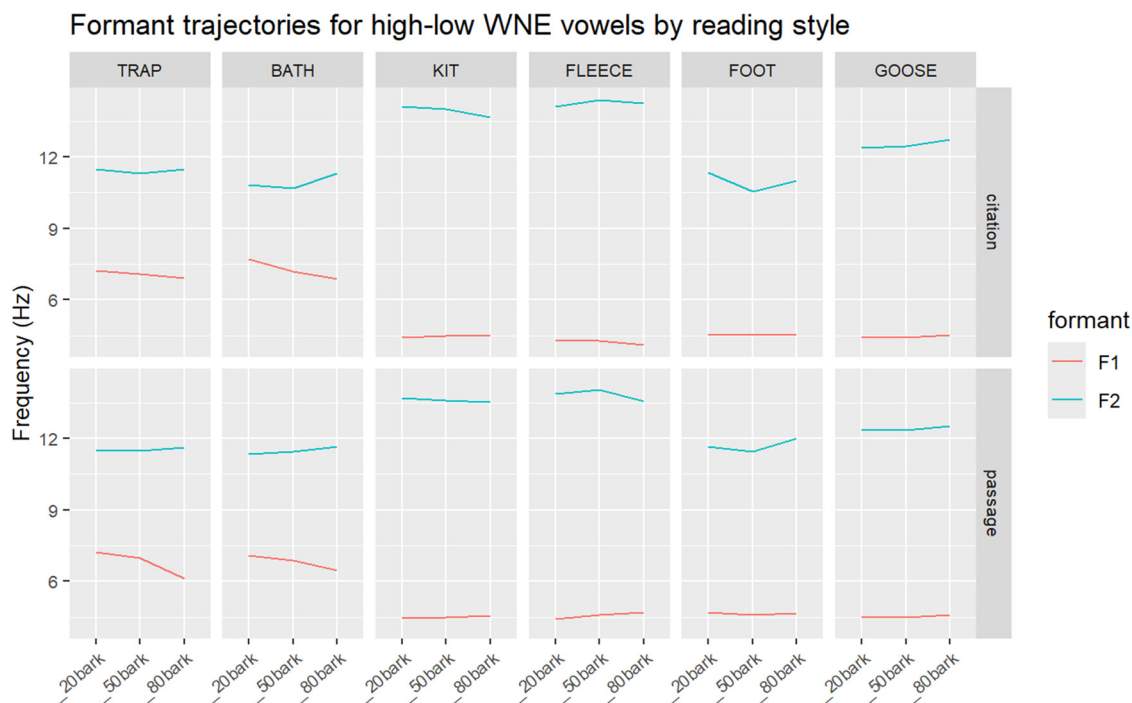 Formant trajectories for high-low WNE vowels by reading style
TRAP BATH KIT FLEECE FOOT GOOSE
12
9
6
citation
12
9
6
passage
Frequency (Hz)
_20bark _50bark _80bark _20bark _50bark _80bark _20bark _50bark _80bark _20bark _50bark _80bark _20bark _50bark _80bark _20bark _50bark _80bark
formant
F1
F2